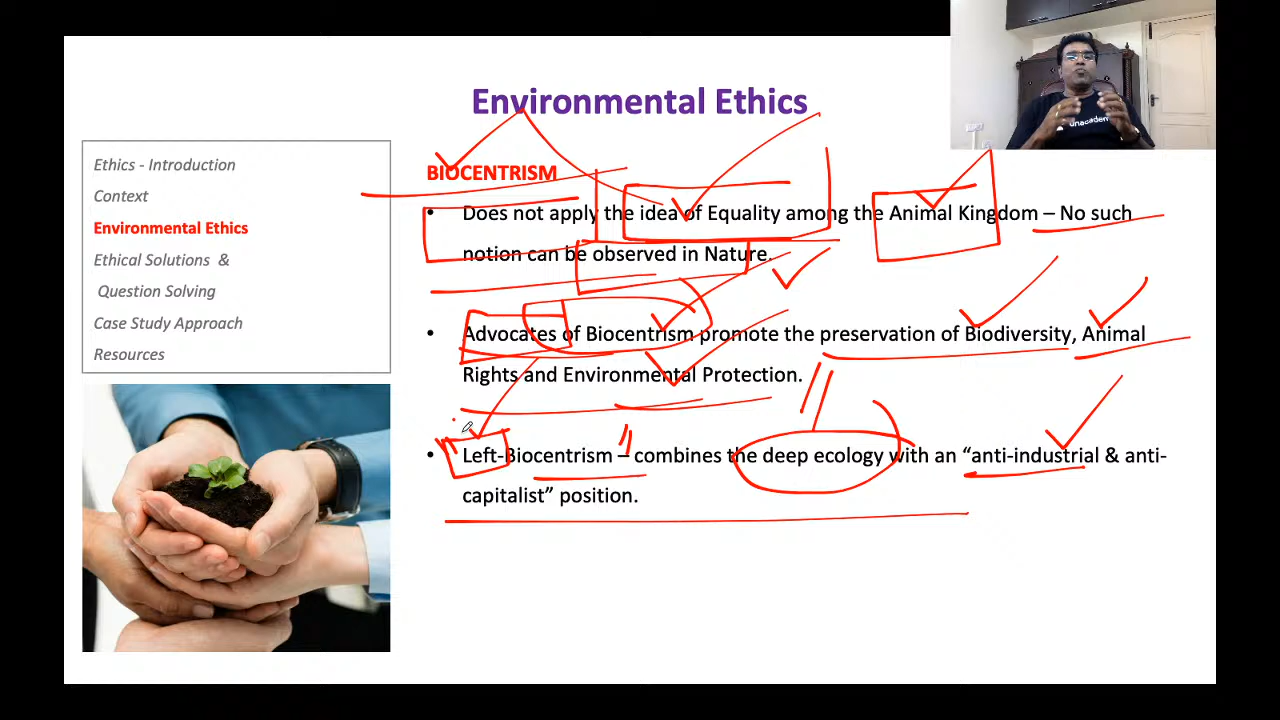 Environmental Ethics
Ethics - Introduction
Context
Environmental Ethics
Ethical Solutions &
Question Solving
Case Study Approach
Resources
BIOCENTRISM
• Does not apply the idea of Equality among the Animal Kingdom – No such
notion can be observed in Nature.
• Advocates of Biocentrism promote the preservation of Biodiversity, Animal
Rights and Environmental Protection.
• Left-Biocentrism – combines the deep ecology with an “anti-industrial & anti-
capitalist” position.